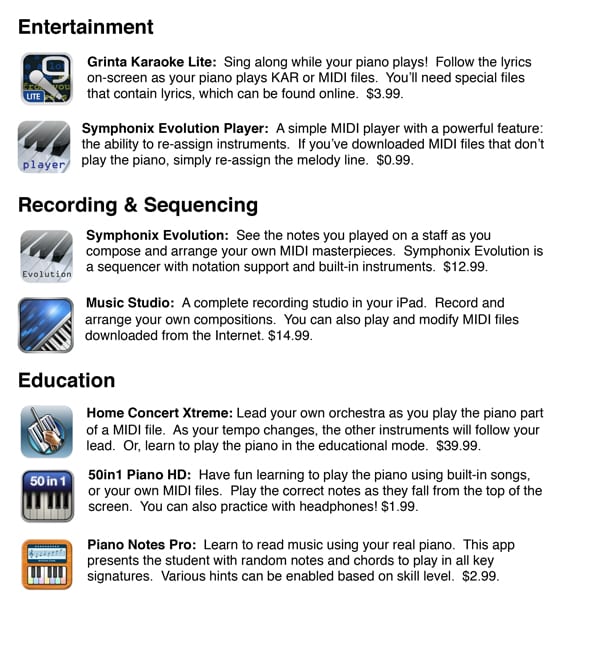 Entertainment
9
LITE
Grinta Karaoke Lite:  Sing along while your piano plays!  Follow the lyrics
on-screen as your piano plays KAR or MIDI files.  You'll need special files
that contain lyrics, which can be found online.  $3.99.
player
Symphonix Evolution Player:  A simple MIDI player with a powerful feature:
the ability to re-assign instruments.  If you've downloaded MIDI files that don't
play the piano, simply re-assign the melody line.  $0.99.
Recording & Sequencing
Evolution
Symphonix Evolution:  See the notes you played on a staff as you
compose and arrange your own MIDI masterpieces.  Symphonix Evolution is
a sequencer with notation support and built-in instruments.  $12.99.
Music Studio:  A complete recording studio in your iPad.  Record and
arrange your own compositions.  You can also play and modify MIDI files
downloaded from the Internet. $14.99.
Education
Home Concert Xtreme: Lead your own orchestra as you play the piano part
of a MIDI file.  As your tempo changes, the other instruments will follow your
lead.  Or, learn to play the piano in the educational mode.  $39.99.
50 in 1
50in1 Piano HD:  Have fun learning to play the piano using built-in songs,
or your own MIDI files.  Play the correct notes as they fall from the top of the
screen.  You can also practice with headphones! $1.99.
Piano Notes Pro:  Learn to read music using your real piano.  This app
presents the student with random notes and chords to play in all key
signatures.  Various hints can be enabled based on skill level.  $2.99.